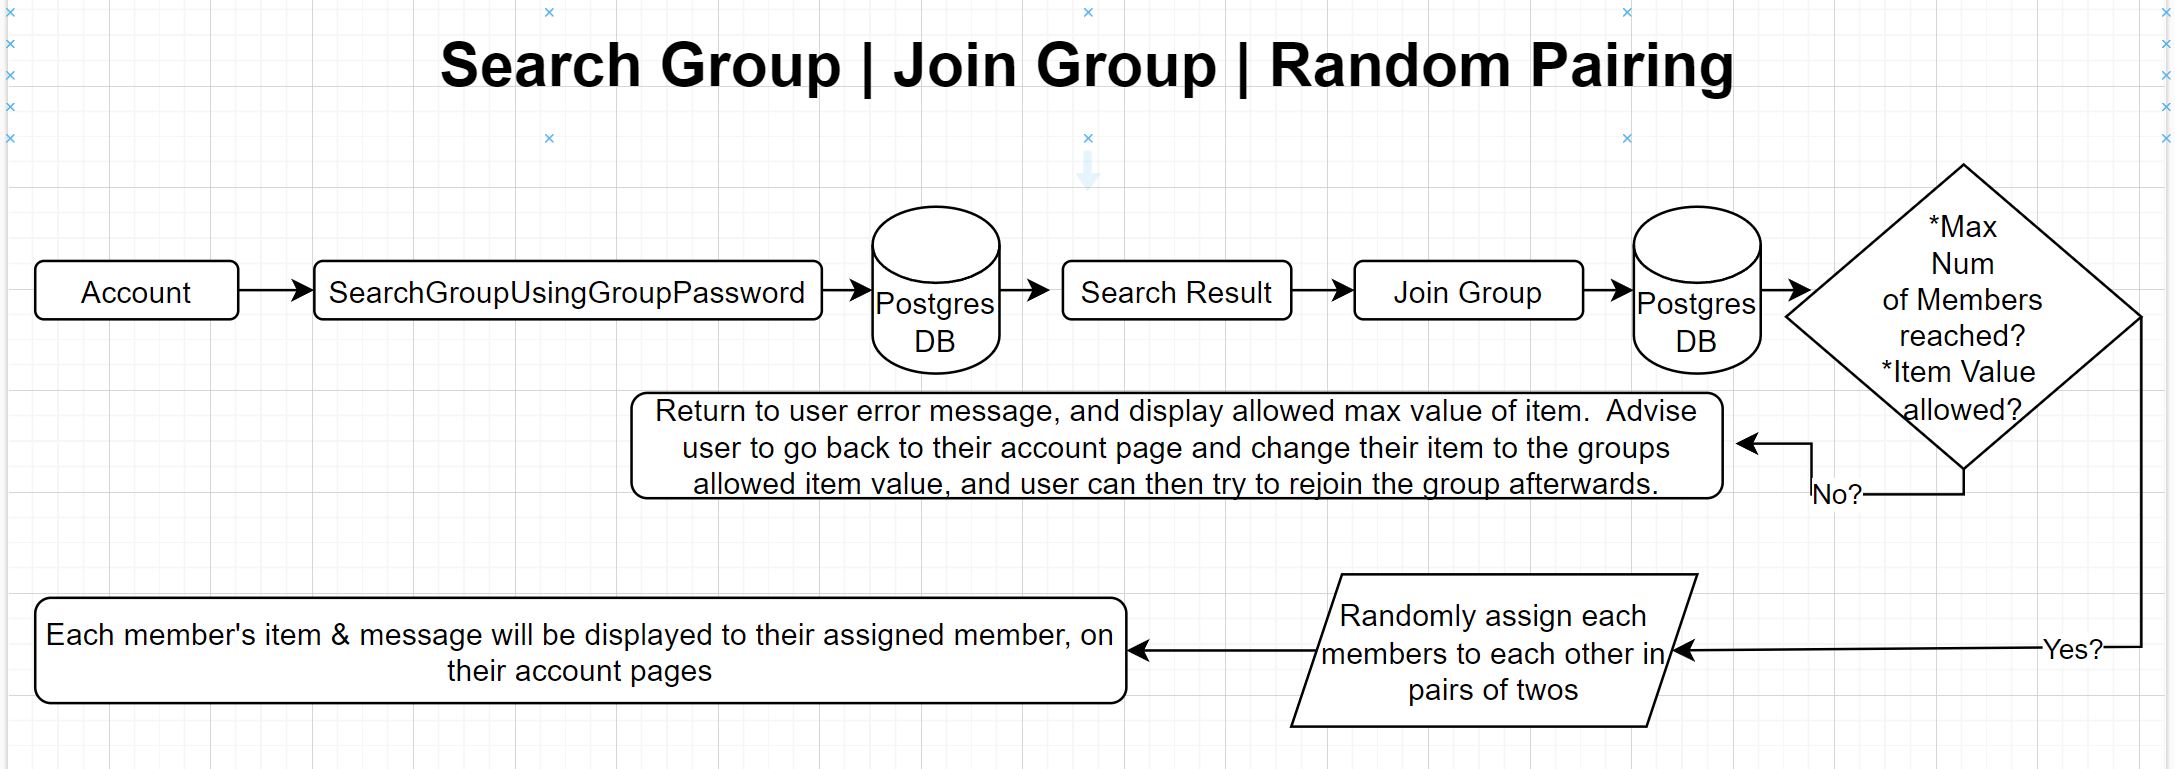 Search Group | Join Group | Random Pairing
Account
SearchGroupUsingGroupPassword
Postgres
DB
Search Result
Join Group
Postgres
DB
*Max
Num
of Members
reached?
*Item Value
allowed?
No?
Return to user error message, and display allowed max value of item.  Advise
user to go back to their account page and change their item to the groups
allowed item value, and user can then try to rejoin the group afterwards.
Yes?
Randomly assign each
members to each other in
pairs of twos
Each member's item & message will be displayed to their assigned member, on
their account pages